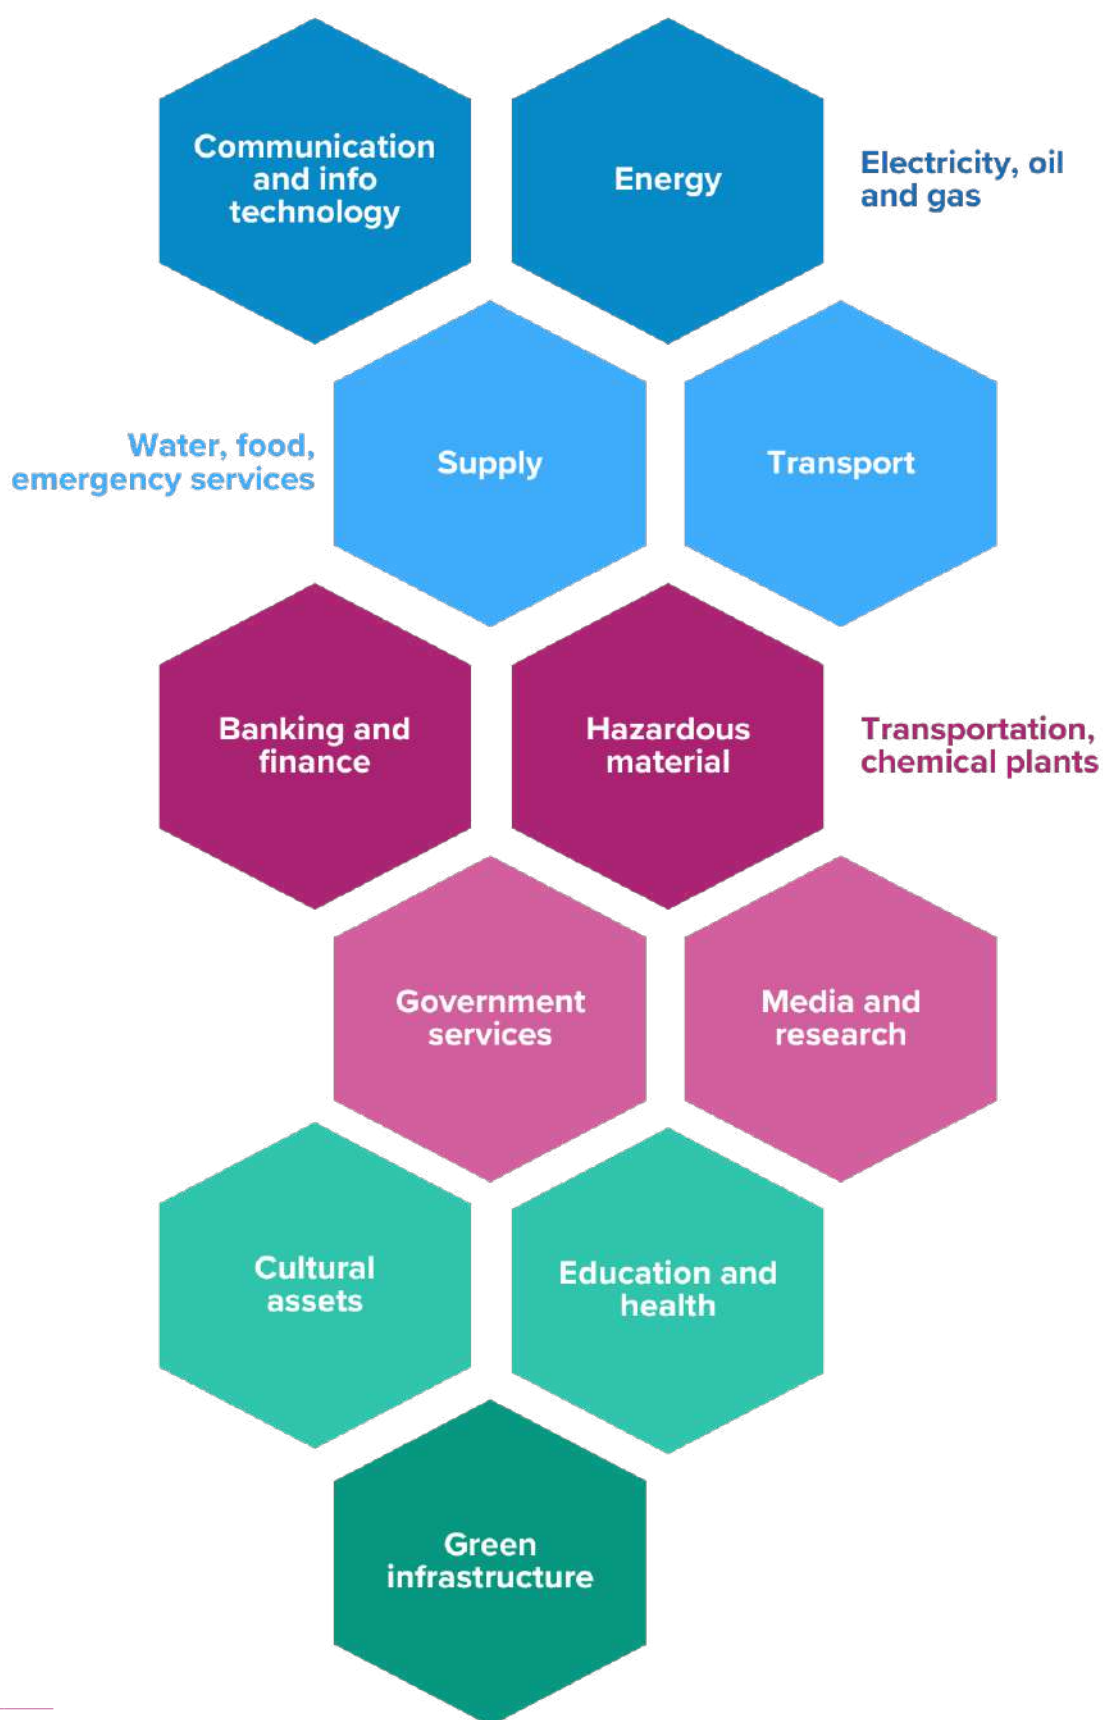 Communication
and info
technology
Energy
Electricity, oil
and gas
Water, food,
emergency services
Supply
Transport
Banking and
finance
Hazardous
material
Transportation,
chemical plants
Government
services
Media and
research
Cultural
assets
Education and
health
Green
infrastructure